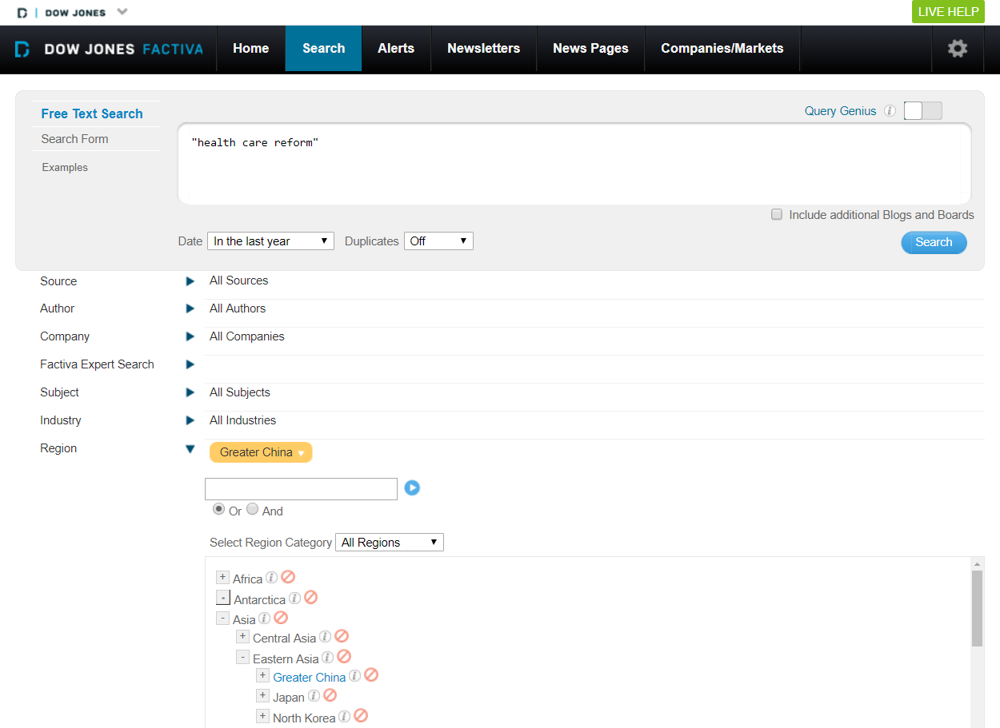 DOW JONES
LIVE HELP
DOW JONES FACTIVA Home Search Alerts Newsletters News Pages Companies/Markets
Free Text Search
Query Genius i
Search Form
"health care reform"
Examples
Include additional Blogs and Boards
Date In the last year Duplicates Off
Search
Source All Sources
Author All Authors
Company All Companies
Factiva Expert Search
Subject All Subjects
Industry All Industries
Region Greater China
Or And
Select Region Category All Regions
+ Africa i
- Antarctica i
- Asia i
+ Central Asia i
- Eastern Asia i
+ Greater China i
+ Japan i
+ North Korea i